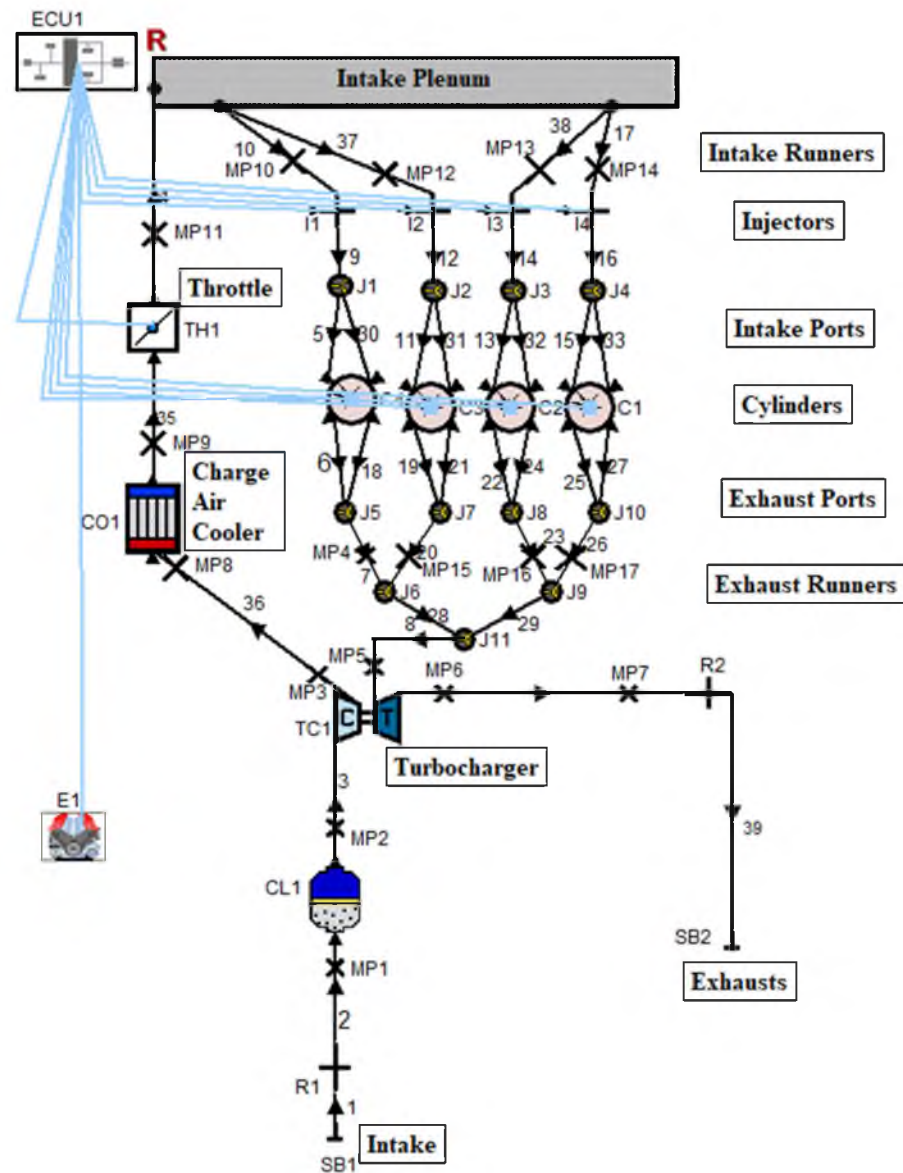 ECU1
R
Intake Plenum
10
37
38
17
MP10
MP12
MP13
MP14
Intake Runners
I1
I2
I3
I4
Injectors
MP11
9
12
14
16
J1
J2
J3
J4
Throttle
TH1
5
30
11
31
13
32
15
33
Intake Ports
C3
C2
C1
Cylinders
35
MP9
6
18
19
21
22
24
25
27
Charge
Air
Cooler
CO1
J5
J7
J8
J10
Exhaust Ports
MP8
MP4
20
23
26
7
MP15
MP16
MP17
J6
J9
Exhaust Runners
36
28
29
8
J11
MP5
MP3
MP6
MP7
R2
TC1
C
T
Turbocharger
3
E1
MP2
39
CL1
SB2
MP1
Exhausts
2
R1
1
Intake
SB1